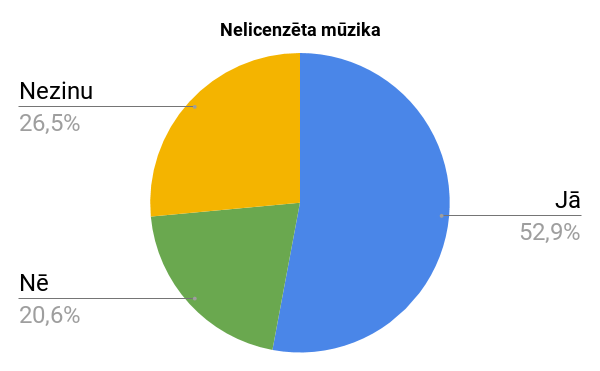 Nelicenzēta mūzika
Nezinu
26,5%
Jā
52,9%
Nē
20,6%